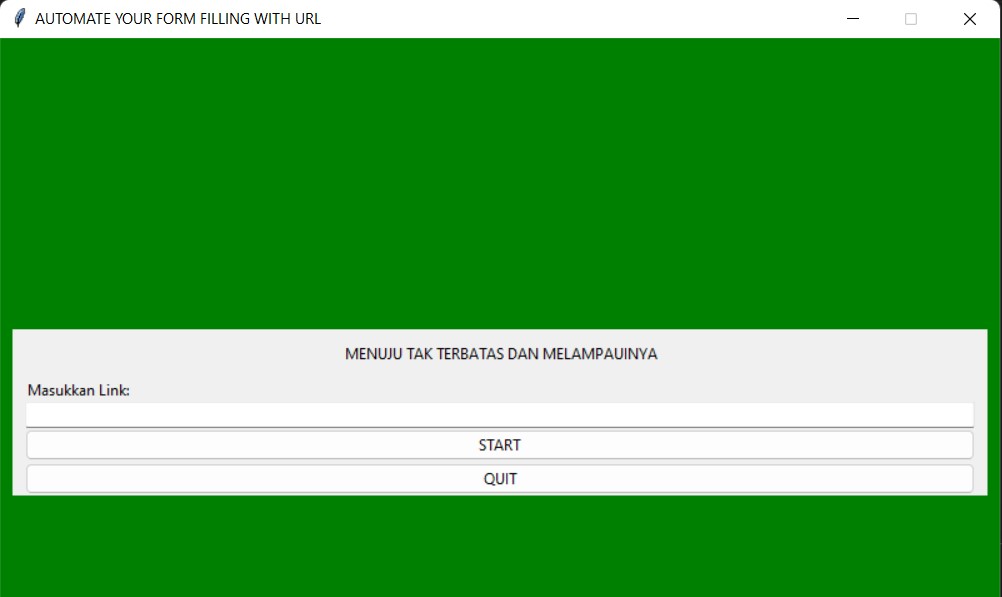 AUTOMATE YOUR FORM FILLING WITH URL
MENUJU TAK TERBATAS DAN MELAMPAUINYA
Masukkan Link:
START
QUIT